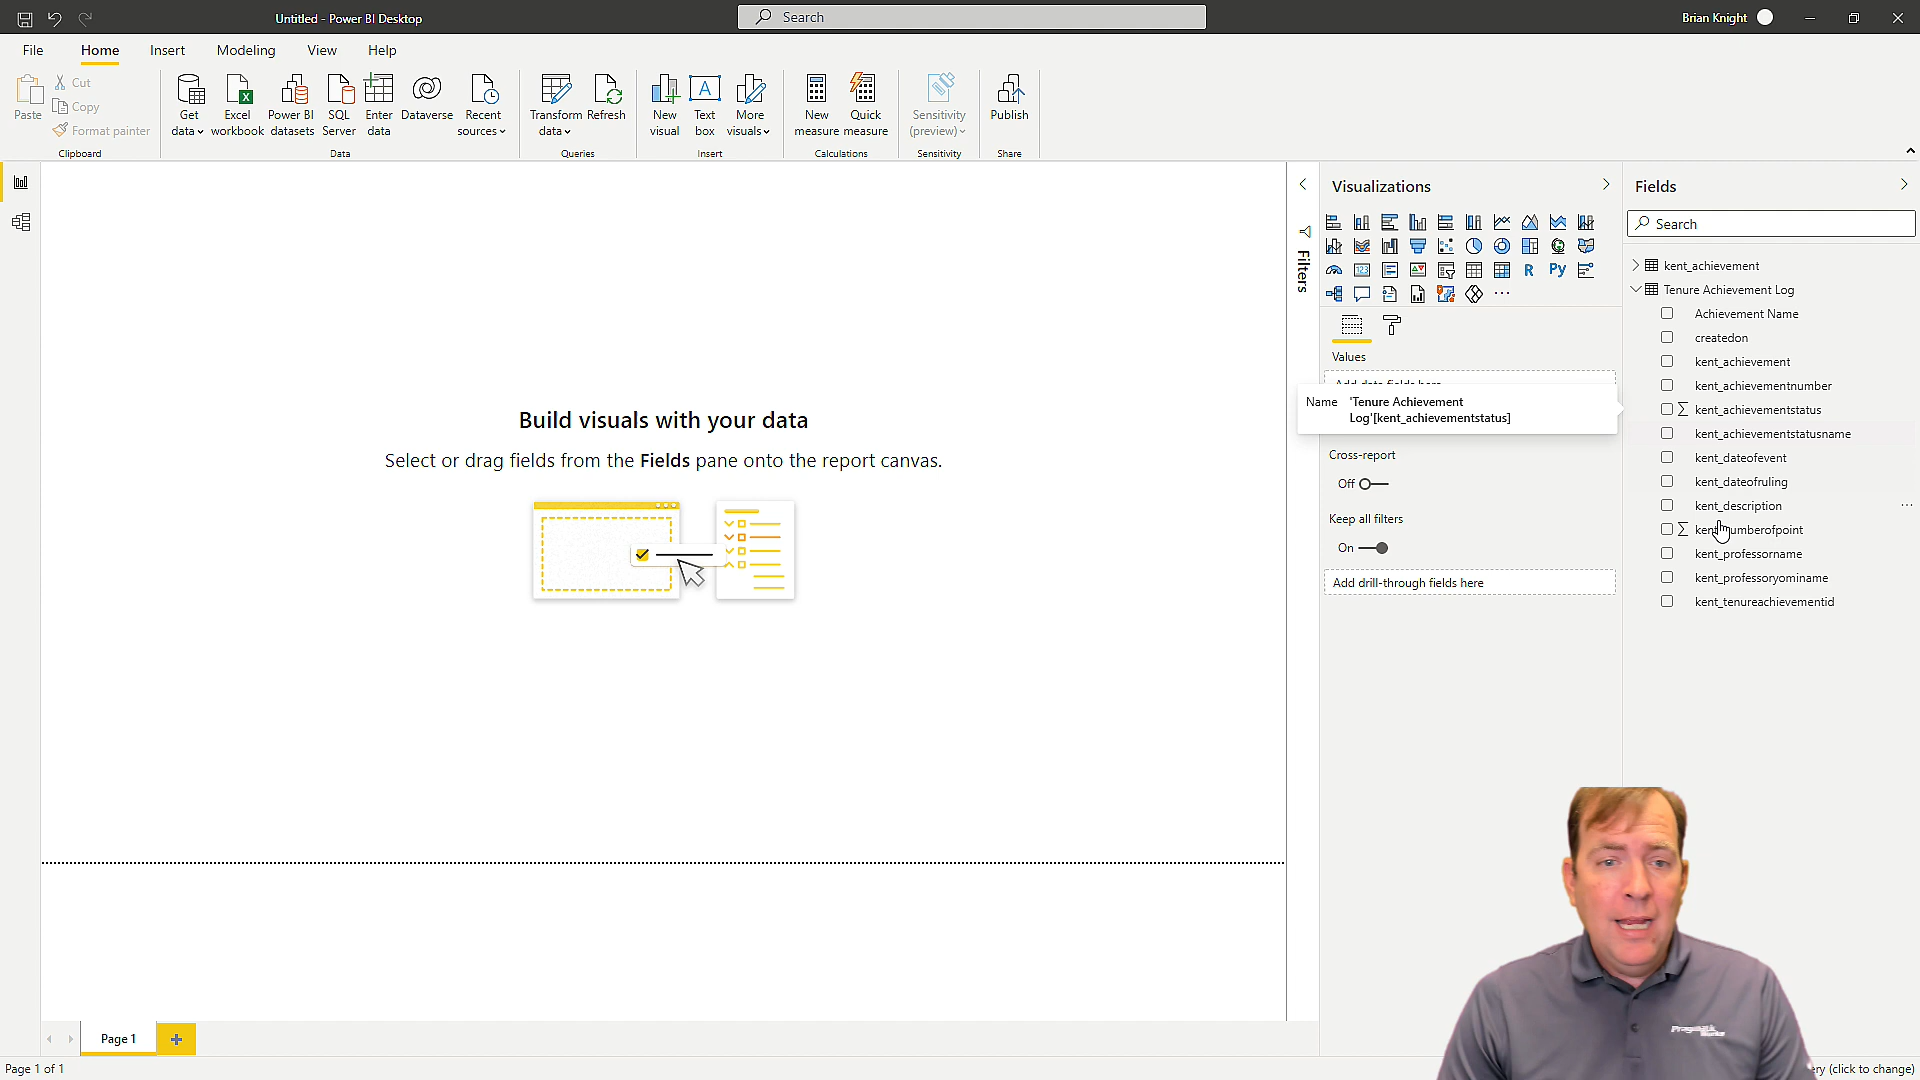 Untitled - Power BI Desktop
Search
Brian Knight
File
Home
Insert
Modeling
View
Help
Paste
Cut
Copy
Format painter
Clipboard
Get data
Excel workbook
Power BI datasets
SQL Server
Enter data
Dataverse
Recent sources
Data
Transform data
Refresh
Queries
New visual
Text box
More visuals
Insert
New measure
Quick measure
Calculations
Sensitivity (preview)
Sensitivity
Publish
Share
Build visuals with your data
Select or drag fields from the Fields pane onto the report canvas.
Filters
Visualizations
R
Py
Values
Name 'Tenure Achievement
Log'[kent_achievementstatus]
Cross-report
Off
Keep all filters
On
Add drill-through fields here
Fields
Search
kent_achievement
Tenure Achievement Log
Achievement Name
createdon
kent_achievement
kent_achievementnumber
kent_achievementstatus
kent_achievementstatusname
kent_dateofevent
kent_dateofruling
kent_description
kent_numberofpoint
kent_professorname
kent_professoryominame
kent_tenureachievementid
Page 1
Page 1 of 1
(click to change)